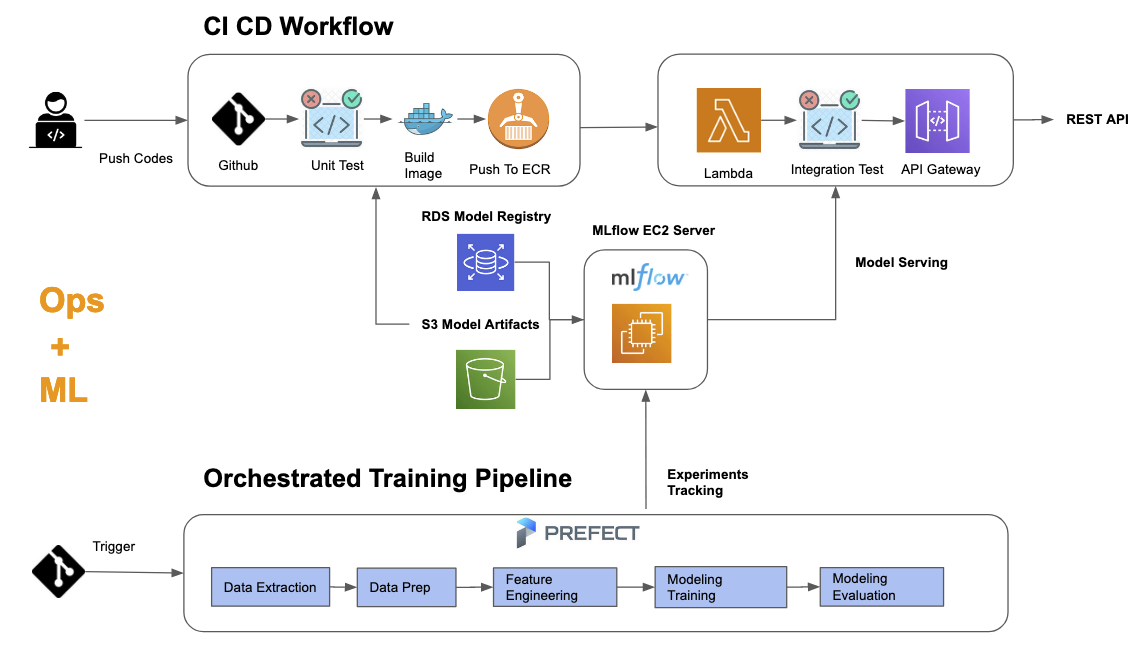 CI CD Workflow
Push Codes
</>
Github
</>
Unit Test
Build
Image
Push To ECR
Lambda
</>
Integration Test
</>
API Gateway
REST API
RDS Model Registry
MLflow EC2 Server
mlflow
Model Serving
S3 Model Artifacts
Ops
+
ML
Orchestrated Training Pipeline
Experiments
Tracking
PREFECT
Trigger
Data Extraction
Data Prep
Feature
Engineering
Modeling
Training
Modeling
Evaluation